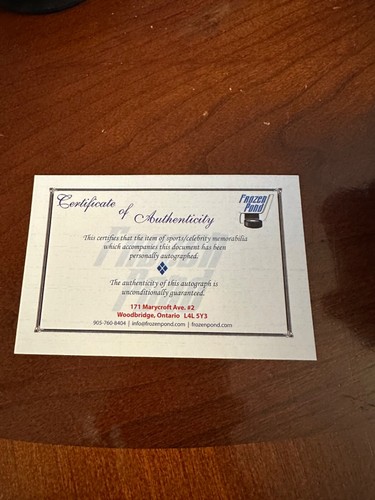 Certificate of Authenticity
Frozen
Pond
This certifies that the item of sports/celebrity memorabilia
which accompanies this document has been
personally autographed.
The authenticity of this autograph is
unconditionally guaranteed.
171 Marycroft Ave. #2
Woodbridge, Ontario L4L 5Y3
905-760-8404 | info@frozenpond.com | frozenpond.com
Frozen
Pond